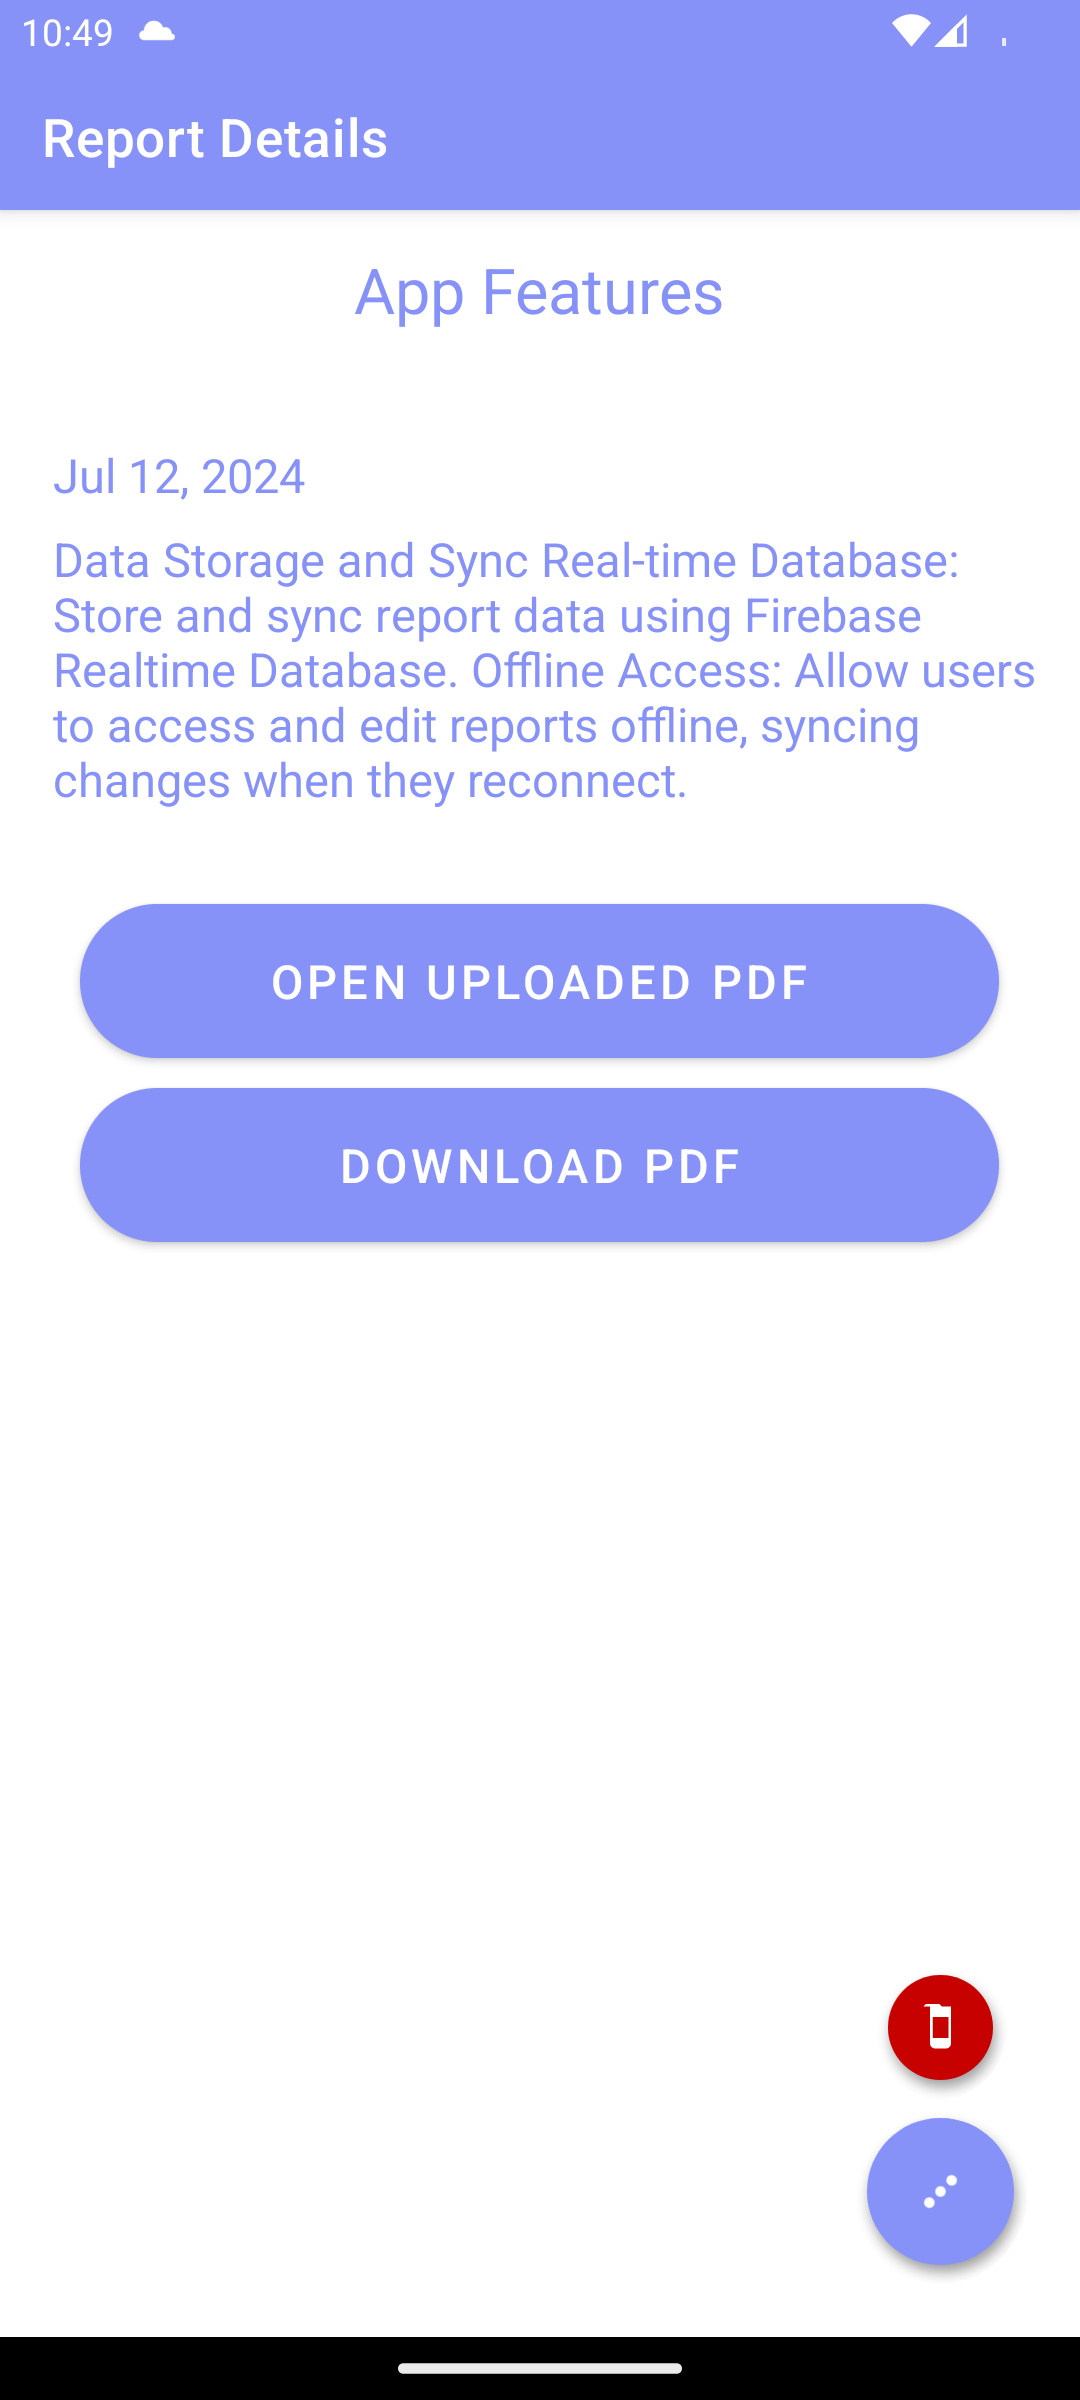 10:49
Report Details
App Features
Jul 12, 2024
Data Storage and Sync Real-time Database:
Store and sync report data using Firebase
Realtime Database. Offline Access: Allow users
to access and edit reports offline, syncing
changes when they reconnect.
OPEN UPLOADED PDF
DOWNLOAD PDF